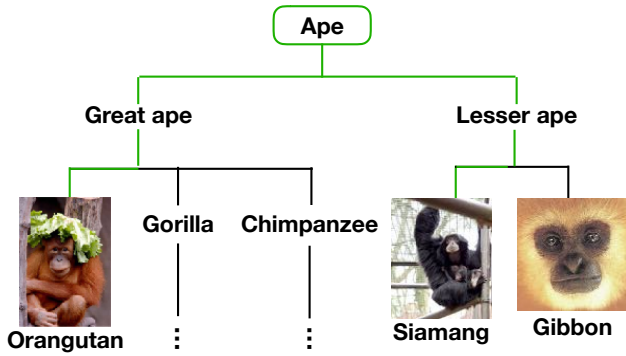 Ape
Great ape
Lesser ape
Gorilla
Chimpanzee
Orangutan
Siamang
Gibbon